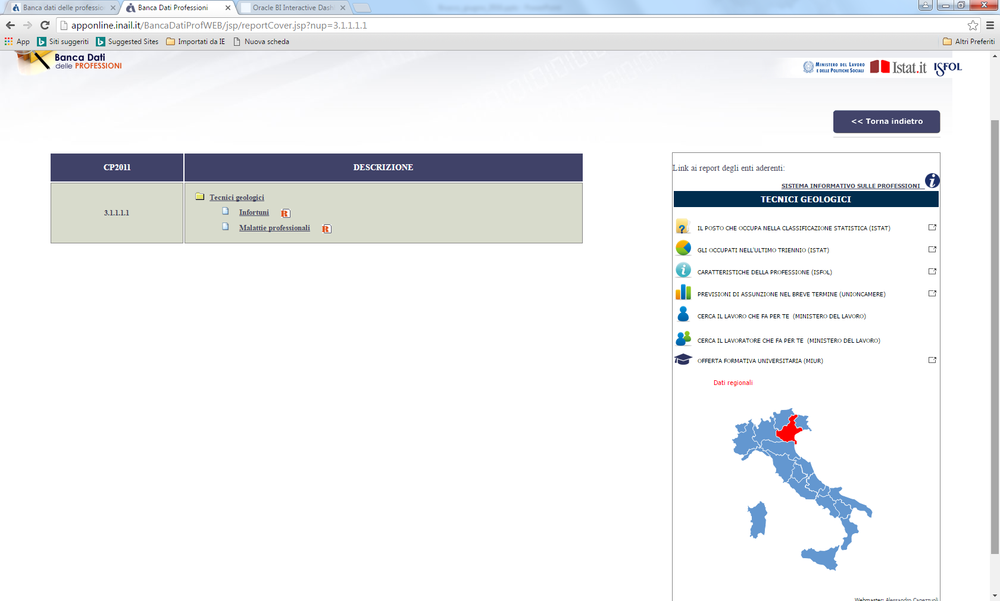 Banca dati delle professio
Banca Dati Professioni
Oracle BI Interactive Dash
apponline.inail.it/BancaDatiProfWEB/jsp/reportCover.jsp?nup=3.1.1.1.1
App
Siti suggeriti
Suggested Sites
Importati da IE
Nuova scheda
Altri Preferiti
Banca Dati
delle PROFESSIONI
MINISTERO DEL LAVORO
E DELLE POLITICHE SOCIALI
Istat.it
ISFOL
<< Torna indietro
CP2011
DESCRIZIONE
3.1.1.1.1
Tecnici geologici
Infortuni
R
Malattie professionali
R
Link ai report degli enti aderenti:
SISTEMA INFORMATIVO SULLE PROFESSIONI
TECNICI GEOLOGICI
IL POSTO CHE OCCUPA NELLA CLASSIFICAZIONE STATISTICA (ISTAT)
GLI OCCUPATI NELL'ULTIMO TRIENNIO (ISTAT)
CARATTERISTICHE DELLA PROFESSIONE (ISFOL)
PREVISIONI DI ASSUNZIONE NEL BREVE TERMINE (UNIONCAMERE)
CERCA IL LAVORO CHE FA PER TE (MINISTERO DEL LAVORO)
CERCA IL LAVORATORE CHE FA PER TE (MINISTERO DEL LAVORO)
OFFERTA FORMATIVA UNIVERSITARIA (MIUR)
Dati regionali
Webmaster: Alessandro Capezzuoli